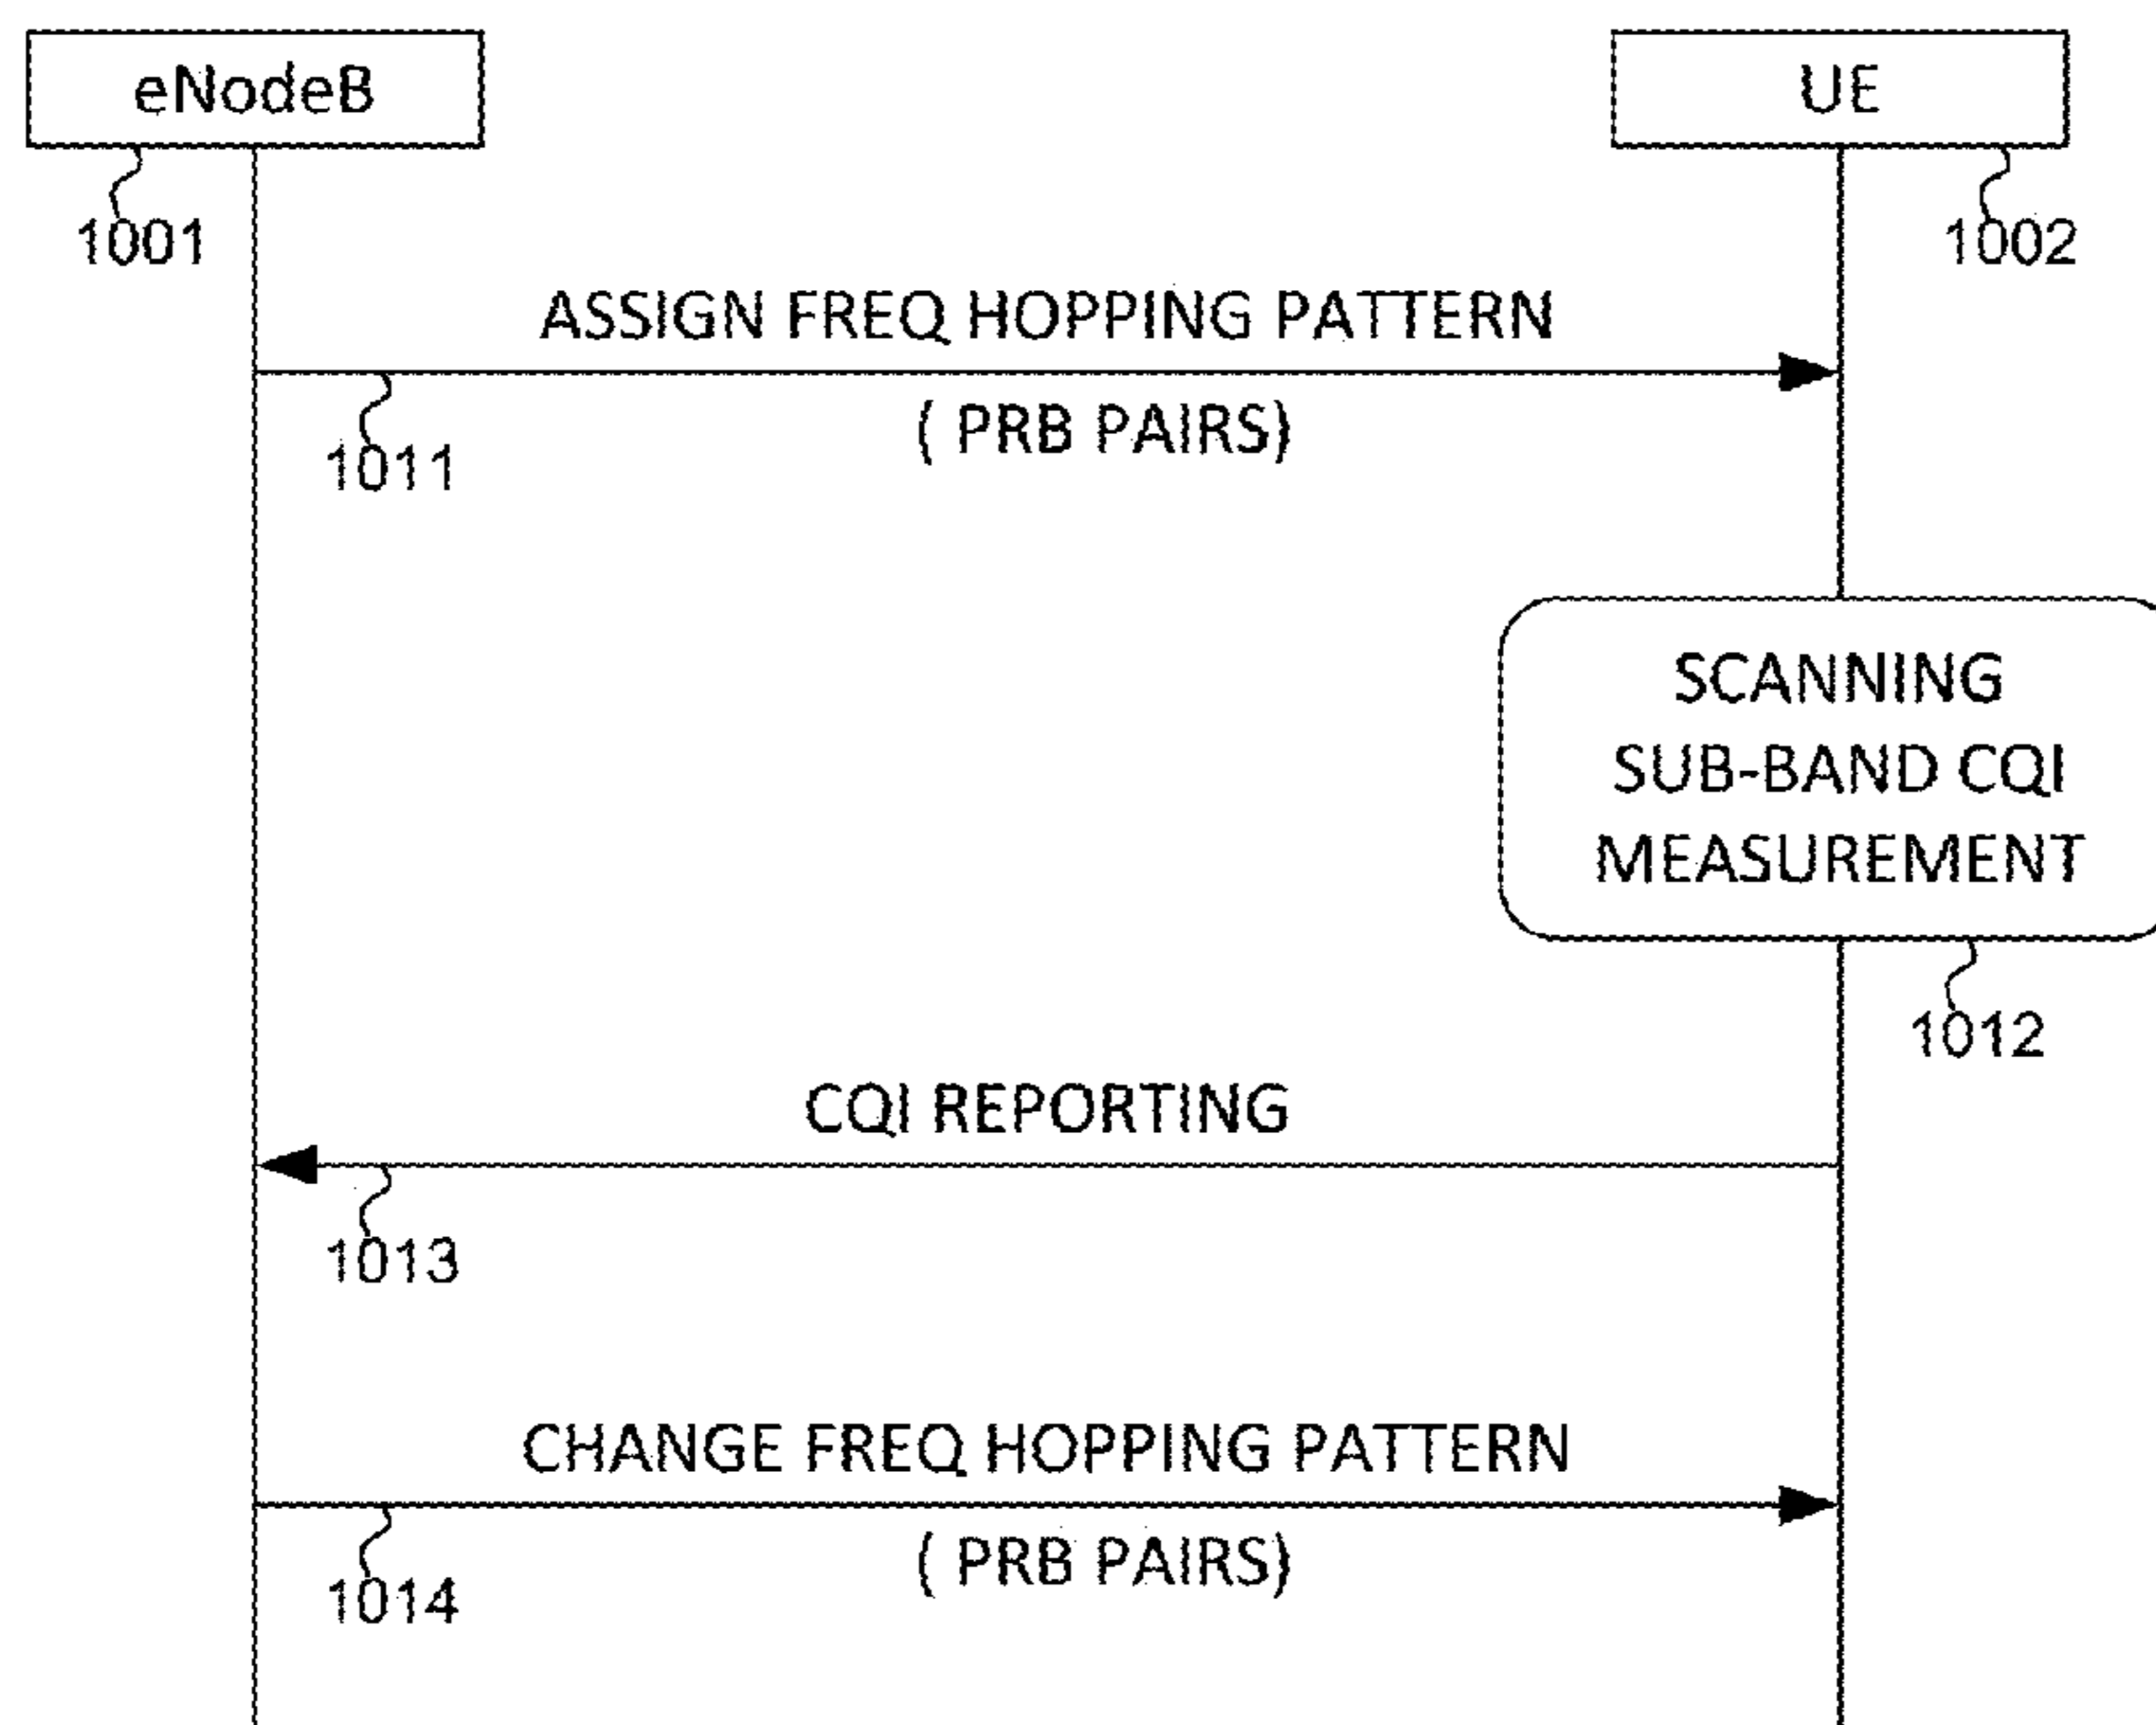 eNodeB
UE
1001
1002
ASSIGN FREQ HOPPING PATTERN
( PRB PAIRS)
1011
SCANNING
SUB-BAND CQI
MEASUREMENT
1012
CQI REPORTING
1013
CHANGE FREQ HOPPING PATTERN
( PRB PAIRS)
1014